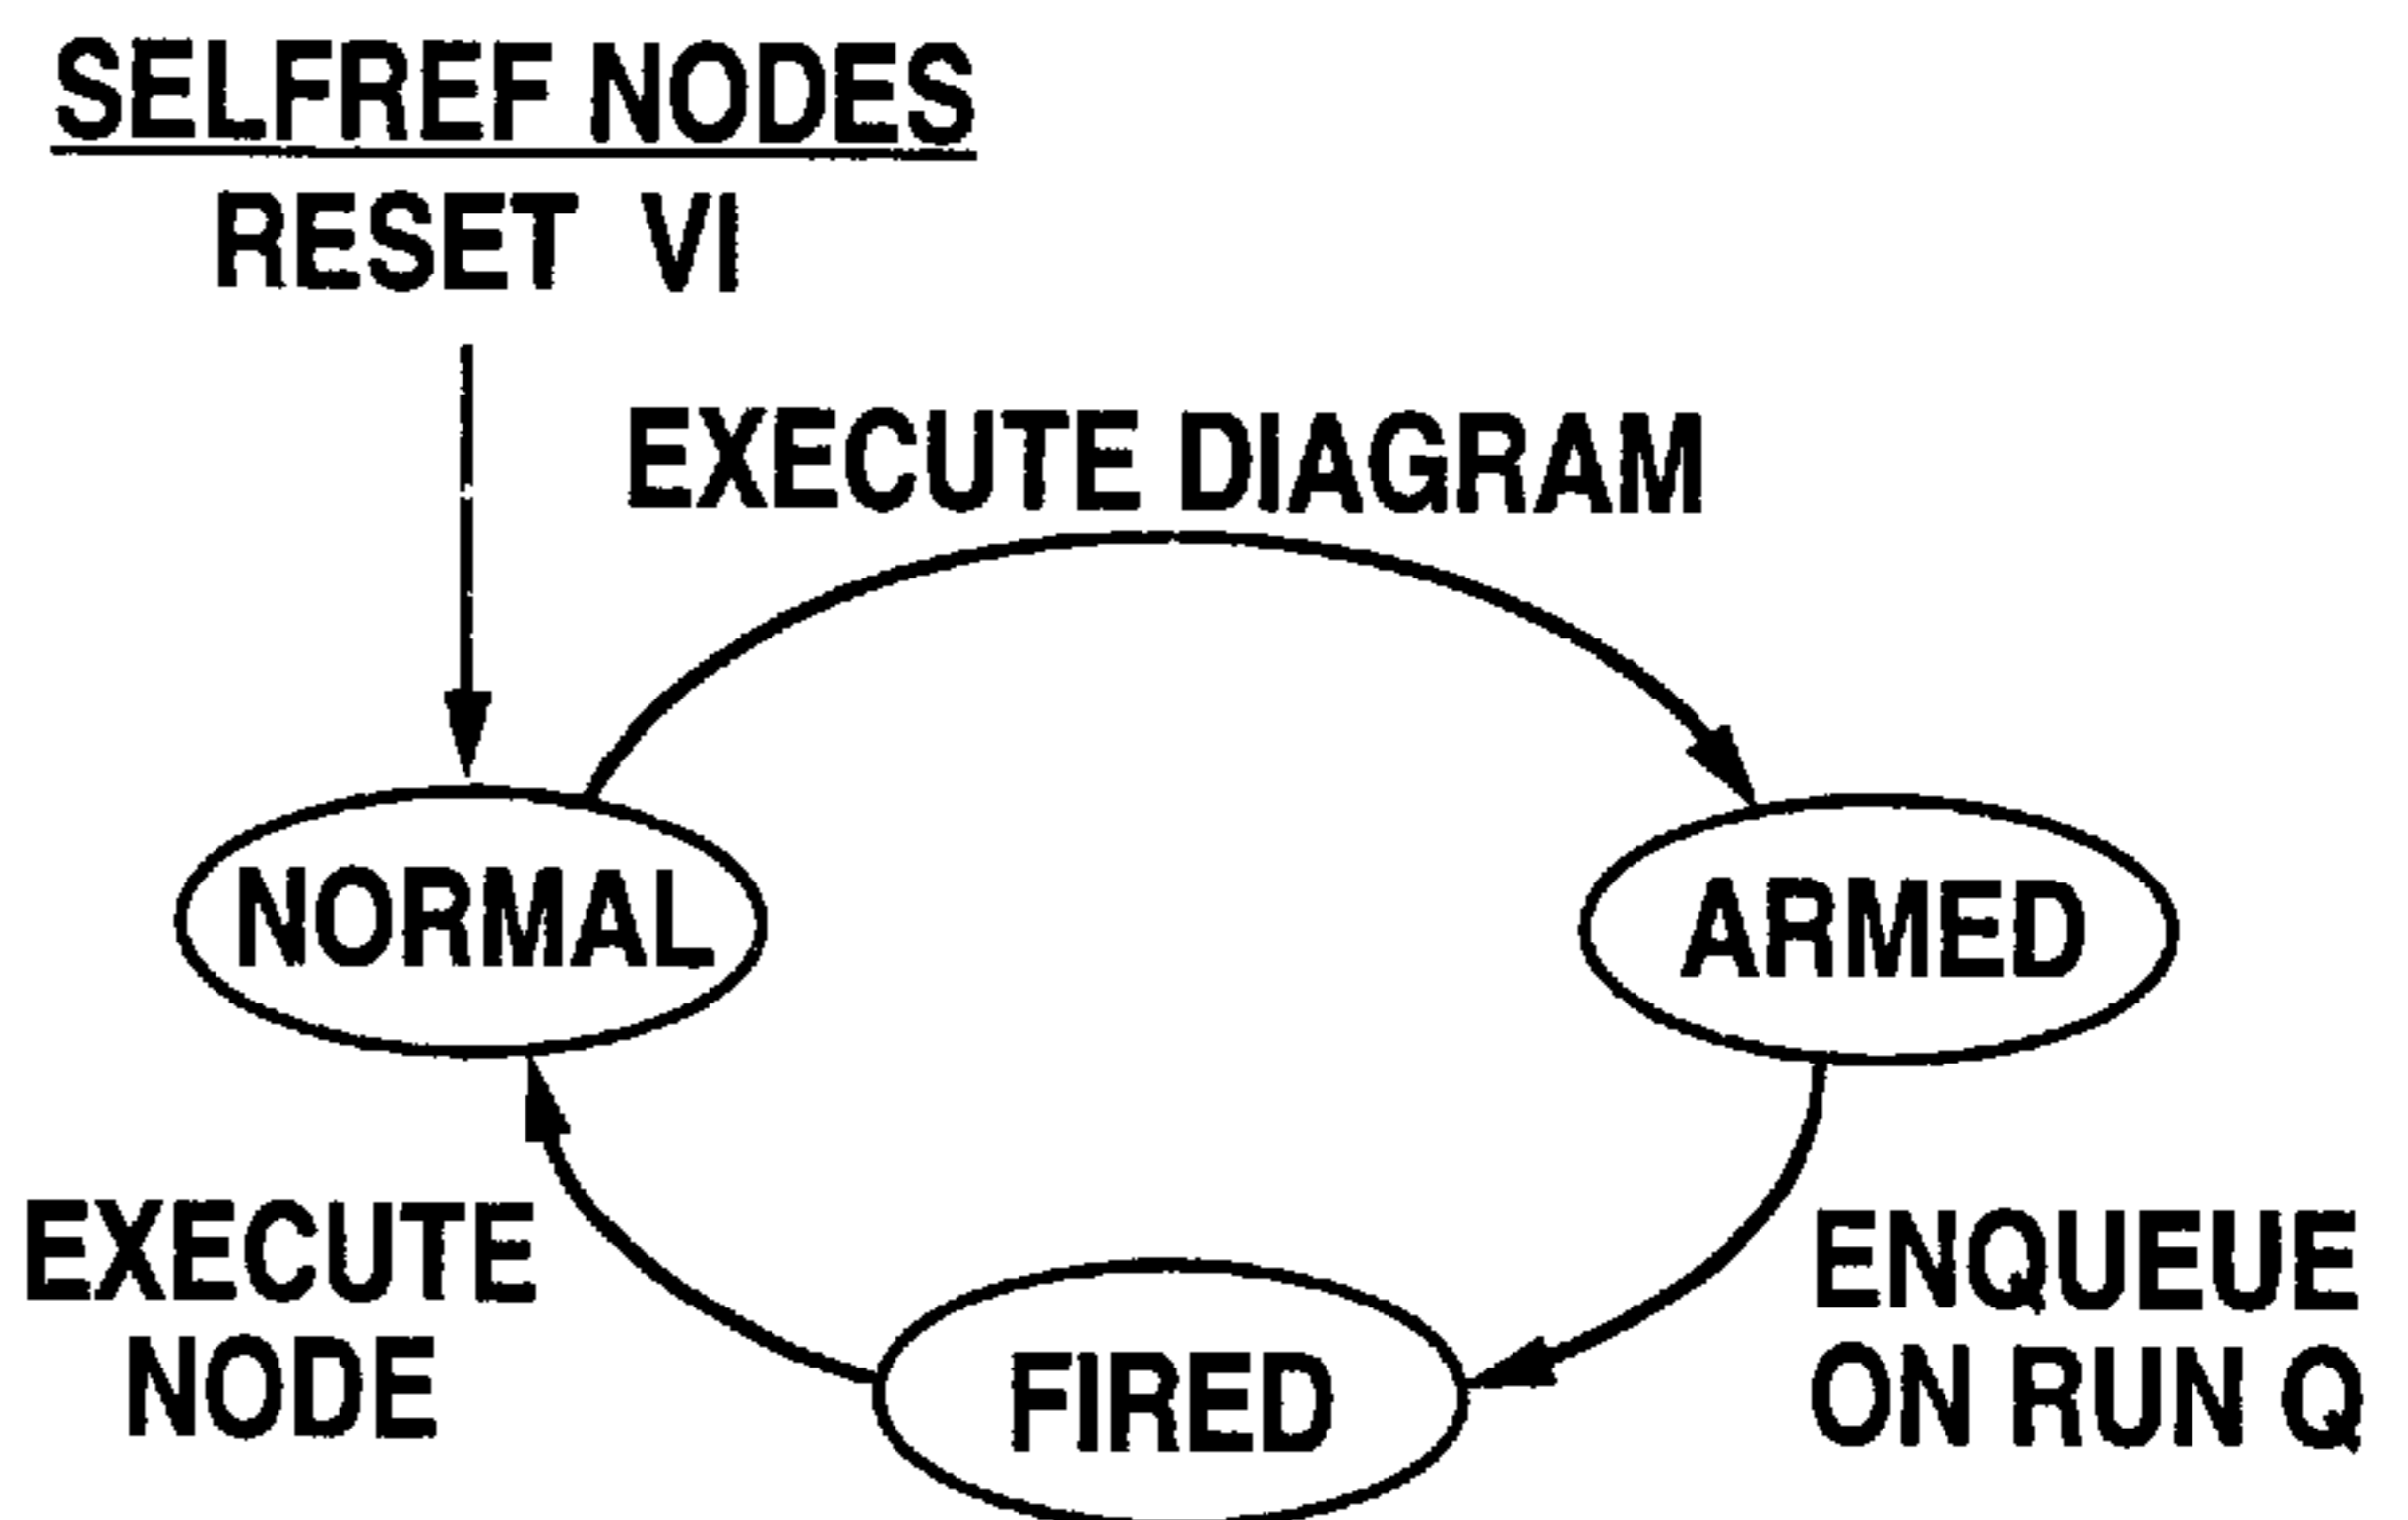 SELFREF NODES
RESET VI
EXECUTE DIAGRAM
NORMAL
ARMED
EXECUTE
NODE
FIRED
ENQUEUE
ON RUN Q